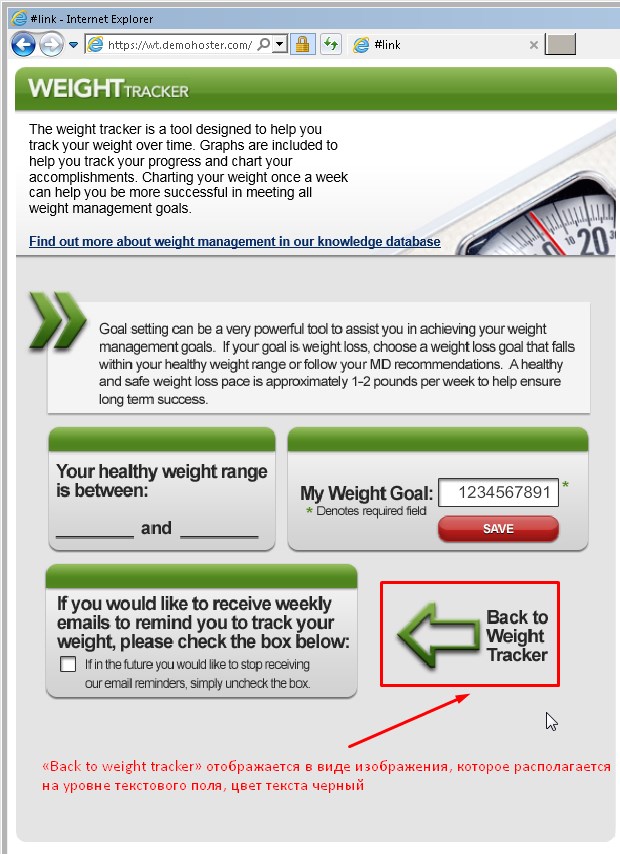 #link - Internet Explorer
https://wt.demohoster.com/
#link
WEIGHT TRACKER
The weight tracker is a tool designed to help you
track your weight over time. Graphs are included to
help you track your progress and chart your
accomplishments. Charting your weight once a week
can help you be more successful in meeting all
weight management goals.
Find out more about weight management in our knowledge database
10
20
Goal setting can be a very powerful tool to assist you in achieving your weight
management goals. If your goal is weight loss, choose a weight loss goal that falls
within your healthy weight range or follow your MD recommendations. A healthy
and safe weight loss pace is approximately 1-2 pounds per week to help ensure
long term success.
Your healthy weight range
is between:
________ and ________
My Weight Goal: 1234567891 *
* Denotes required field
SAVE
If you would like to receive weekly
emails to remind you to track your
weight, please check the box below:
If in the future you would like to stop receiving
our email reminders, simply uncheck the box.
Back to
Weight
Tracker
«Back to weight tracker» отображается в виде изображения, которое располагается
на уровне текстового поля, цвет текста черный